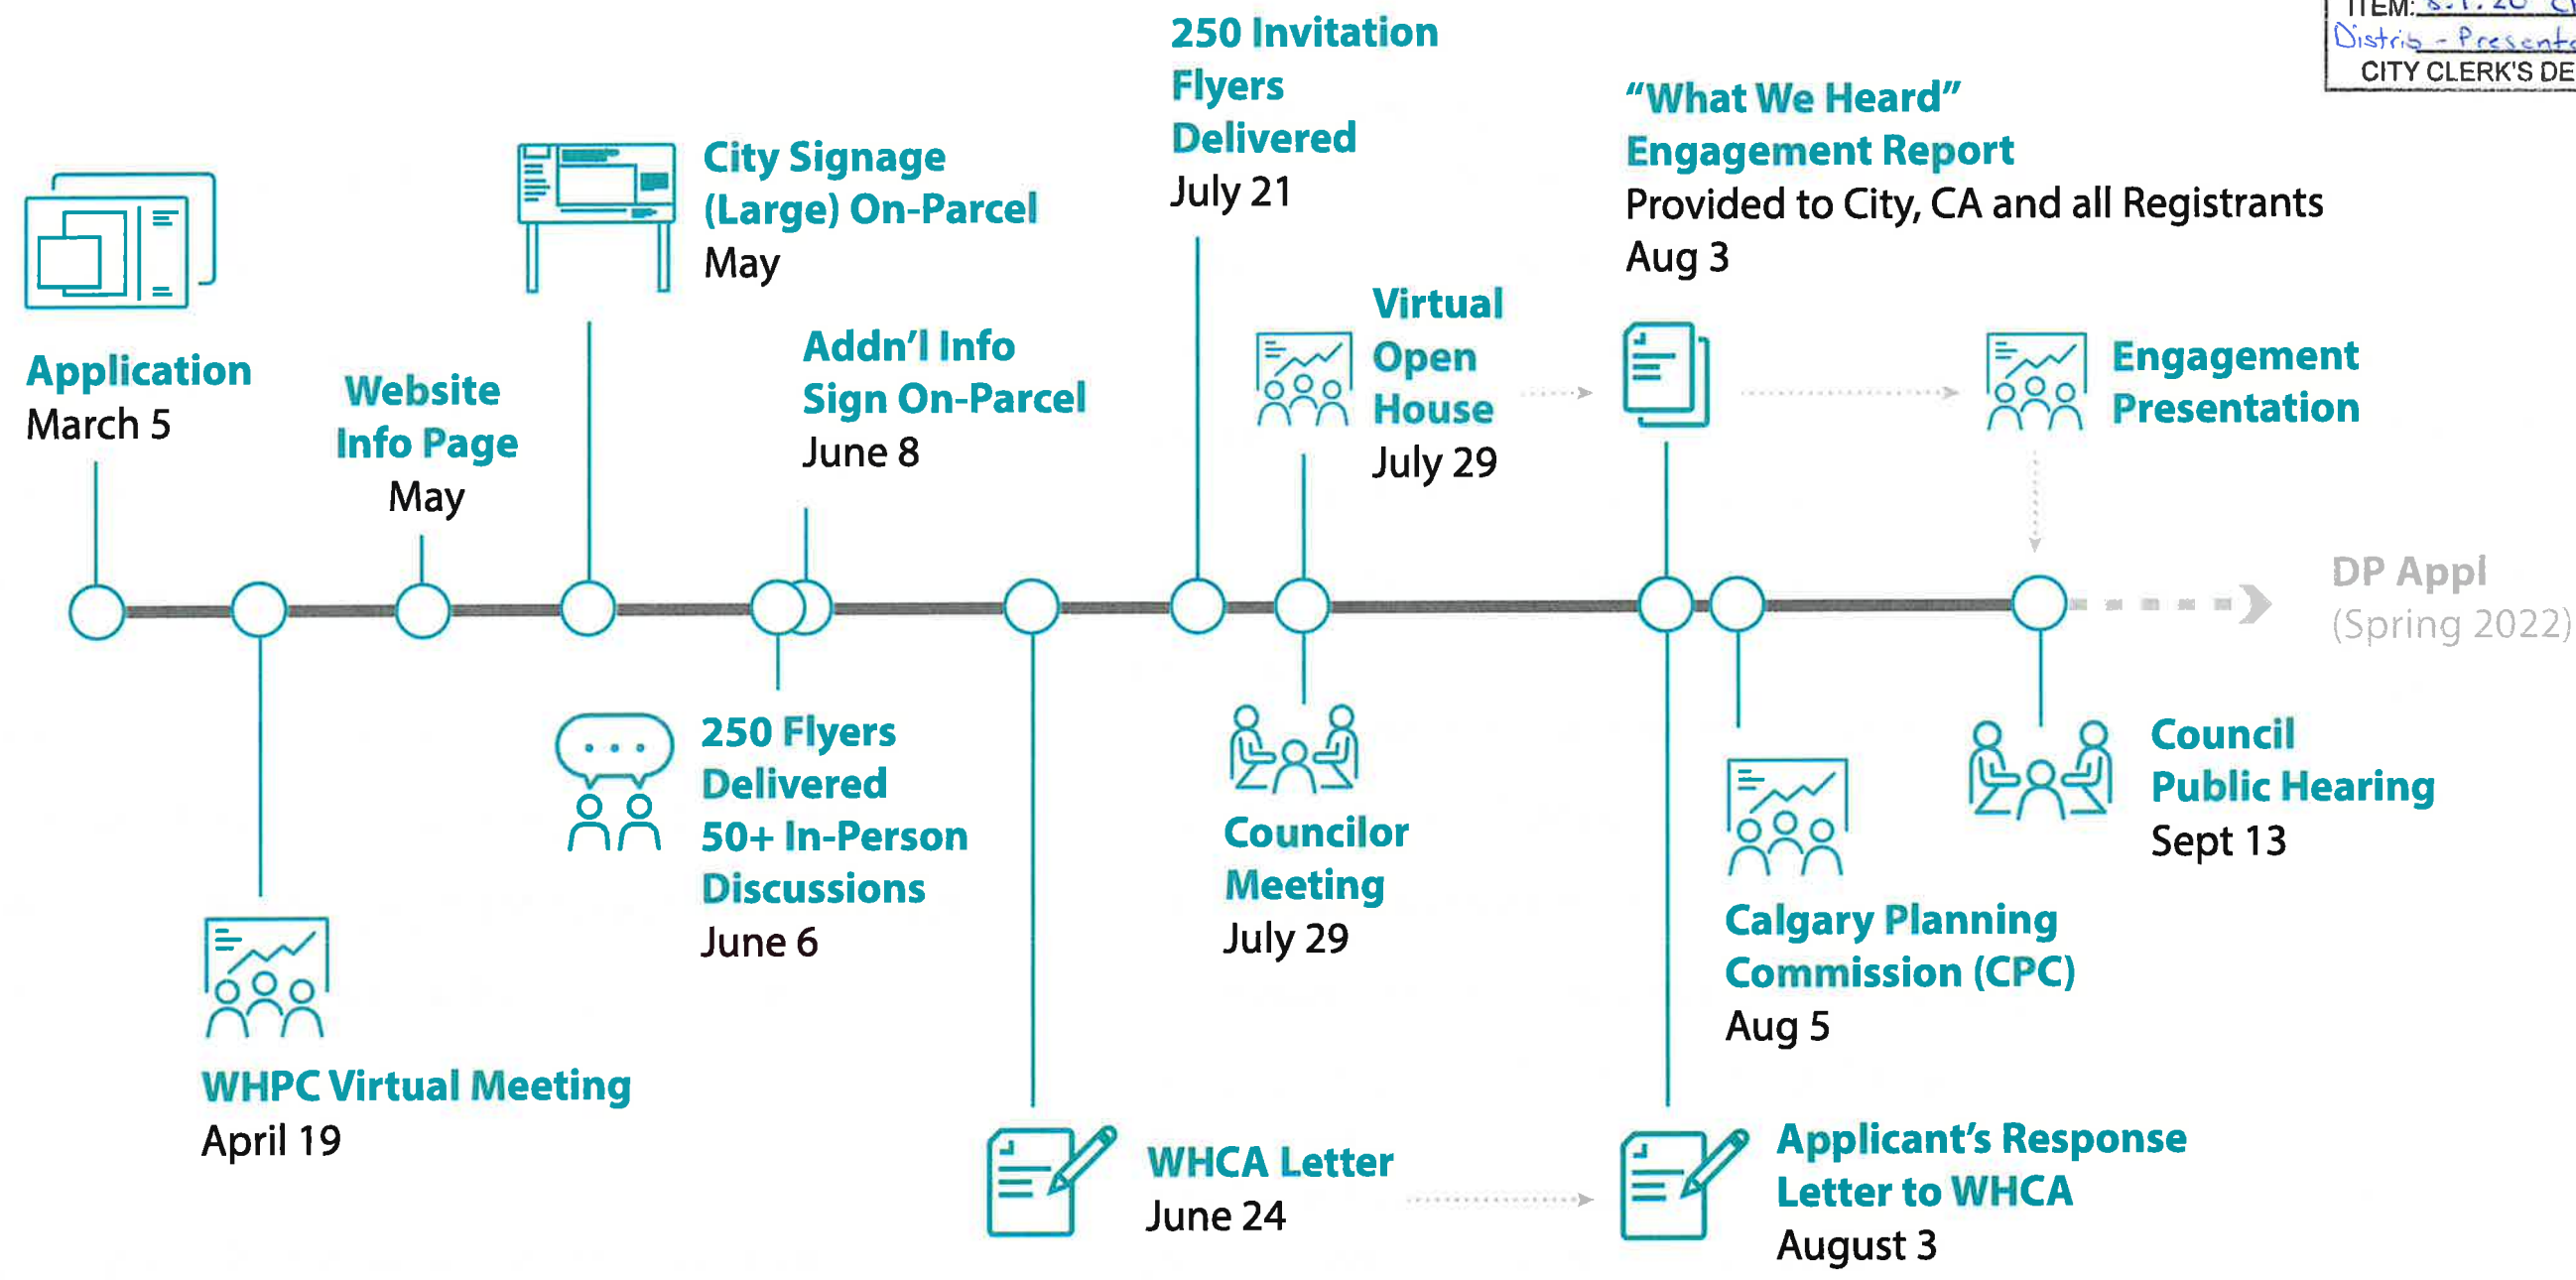 ITEM: 8.1.20
Distrib -
CITY CLERK'S
250 Invitation
Flyers
Delivered
July 21
"What We Heard"
Engagement Report
Provided to City, CA and all Registrants
Aug 3
City Signage
(Large) On-Parcel
May
Application
March 5
Website
Info Page
May
Addn'l Info
Sign On-Parcel
June 8
Virtual
Open
House
July 29
Engagement
Presentation
DP Appl
(Spring 2022)
250 Flyers
Delivered
50+ In-Person
Discussions
June 6
Councilor
Meeting
July 29
Council
Public Hearing
Sept 13
Calgary Planning
Commission (CPC)
Aug 5
WHPC Virtual Meeting
April 19
WHCA Letter
June 24
Applicant's Response
Letter to WHCA
August 3